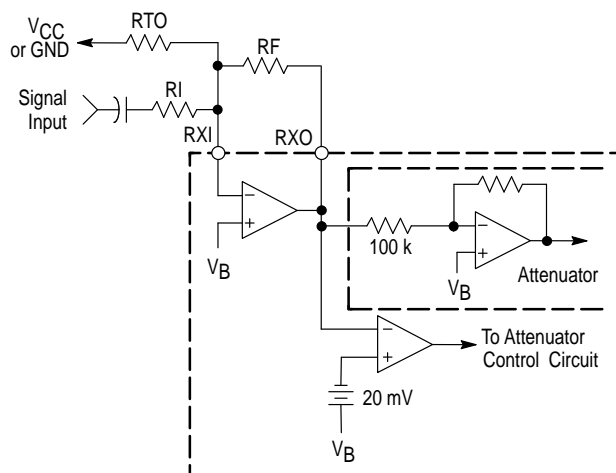 VCC
or GND
RTO
RF
Signal
Input
RI
RXI
RXO
100 k
VB
VB
Attenuator
To Attenuator
Control Circuit
20 mV
VB